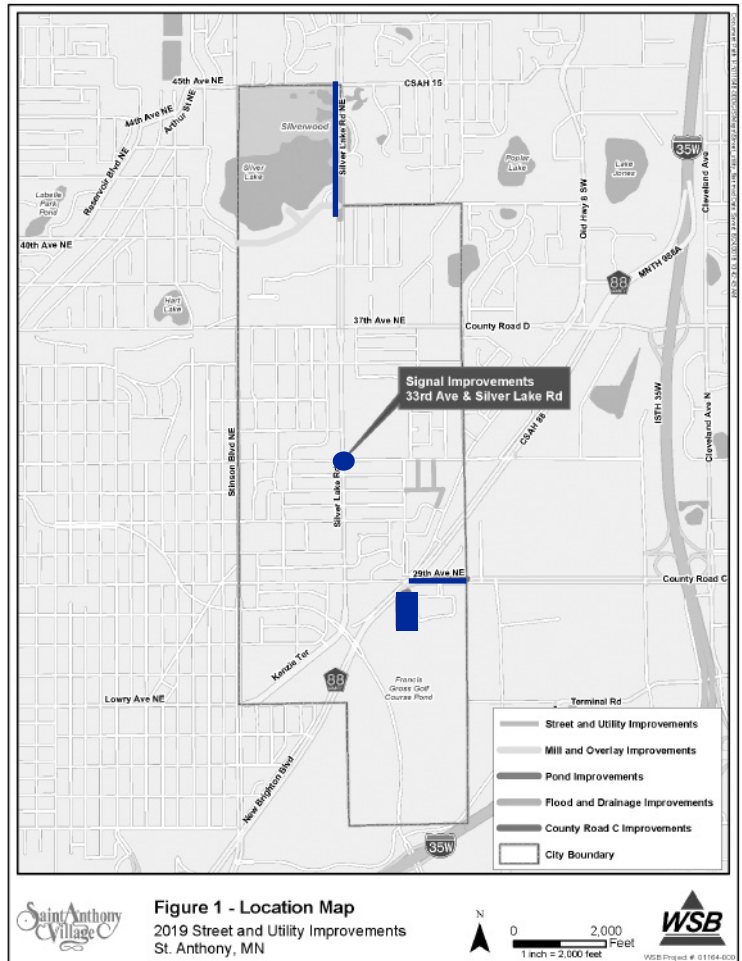 45th Ave NE
CSAH 15
44th Ave NE
Arthur St NE
Silverwood
Silver Lake Rd NE
Silver
Lake
Reservoir Blvd NE
Labelle
Park
Pond
Poplar
Lake
Lake
Jones
35W
Cleveland Ave
Old Hwy 8 SW
40th Ave NE
MNTH 988A
88
Hart
Lake
37th Ave NE
County Road D
Signal Improvements
33rd Ave & Silver Lake Rd
CSAH 88
ISTH 35W
Cleveland Ave N
Stinson Blvd NE
Silver Lake Rd
29th Ave NE
County Road C
Kenzie Ter
88
Francis
Gross Golf
Course Pond
Lowry Ave NE
Terminal Rd
New Brighton Blvd
35W
Street and Utility Improvements
Mill and Overlay Improvements
Pond Improvements
Flood and Drainage Improvements
County Road C Improvements
City Boundary
Saint Anthony
Village
Figure 1 - Location Map
2019 Street and Utility Improvements
St. Anthony, MN
N
0 2,000
Feet
1 inch = 2,000 feet
WSB
WSB Project # 01164-000